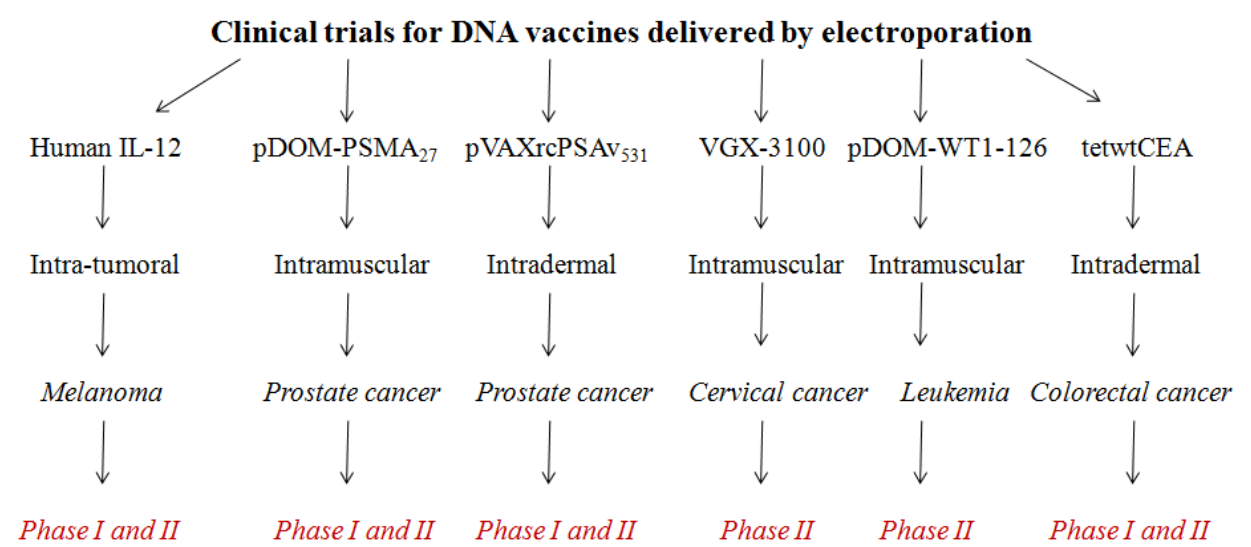 Clinical trials for DNA vaccines delivered by electroporation
Human IL-12 pDOM-PSMA₂₇ pVAXrcPSAv₅₃₁ VGX-3100 pDOM-WT1-126 tetwtCEA
Intra-tumoral Intramuscular Intradermal Intramuscular Intramuscular Intradermal
Melanoma Prostate cancer Prostate cancer Cervical cancer Leukemia Colorectal cancer
Phase I and II Phase I and II Phase I and II Phase II Phase II Phase I and II